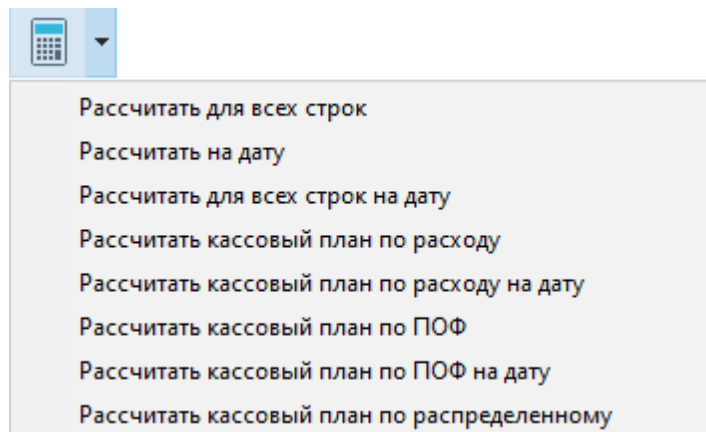 Рассчитать для всех строк
Рассчитать на дату
Рассчитать для всех строк на дату
Рассчитать кассовый план по расходу
Рассчитать кассовый план по расходу на дату
Рассчитать кассовый план по ПОФ
Рассчитать кассовый план по ПОФ на дату
Рассчитать кассовый план по распределенному